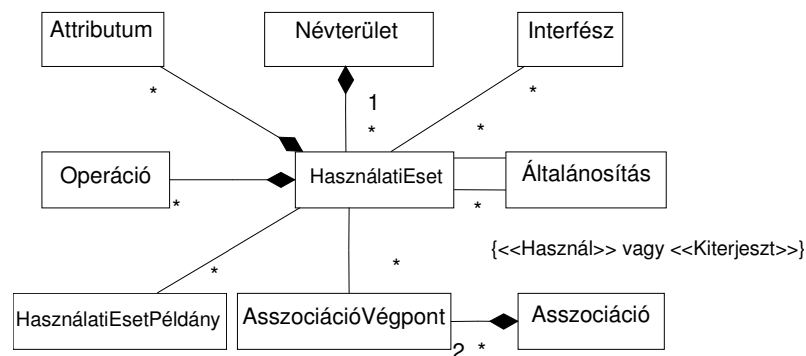 Attributum
Névterület
Interfész
*
1
*
*
*
Operáció
HasználatiEset
Általánosítás
*
*
{<<Használ>> vagy <<Kiterjeszt>>}
*
*
HasználatiEsetPéldány
AsszociációVégpont
Asszociáció
2 *